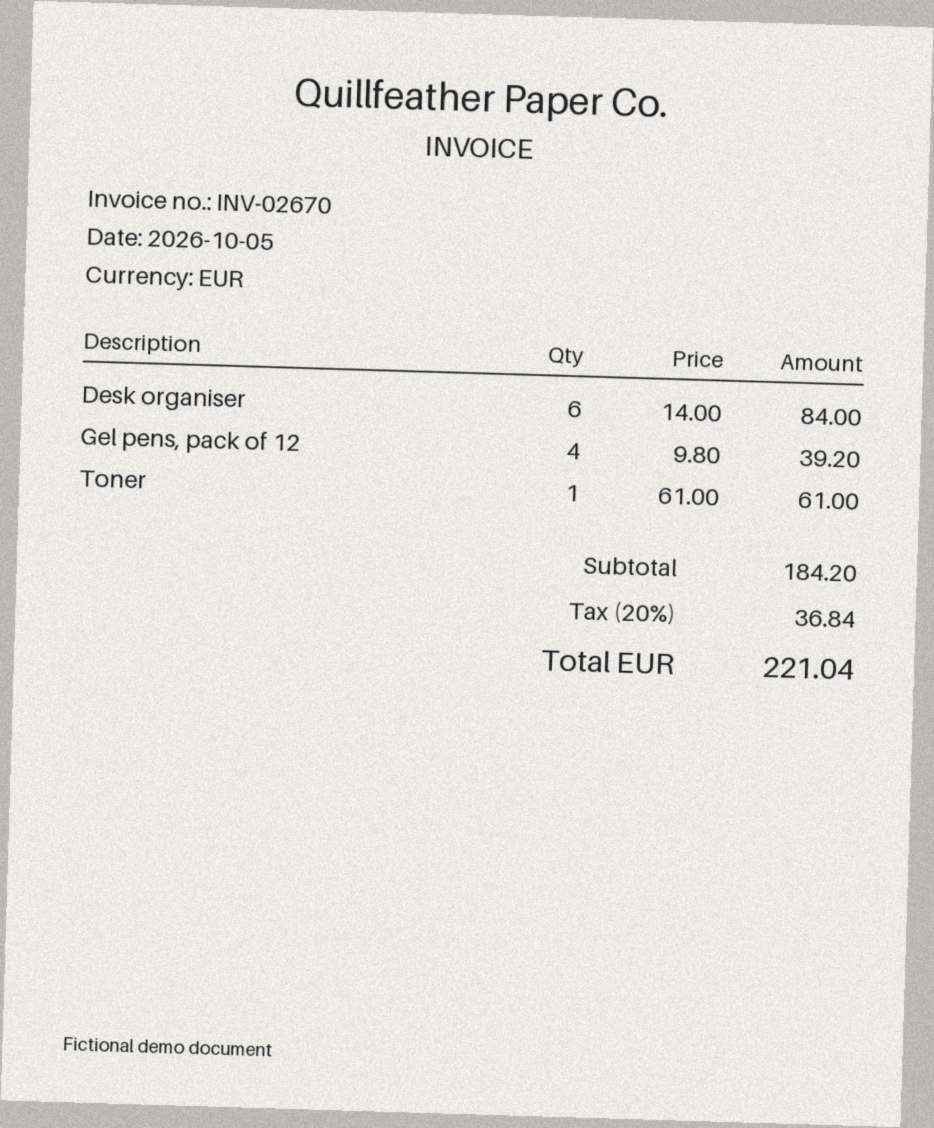 Quillfeather Paper Co.
INVOICE
Invoice no.: INV-02670
Date: 2026-10-05
Currency: EUR
Description Qty Price Amount
Desk organiser 6 14.00 84.00
Gel pens, pack of 12 4 9.80 39.20
Toner 1 61.00 61.00
Subtotal 184.20
Tax (20%) 36.84
Total EUR 221.04
Fictional demo document